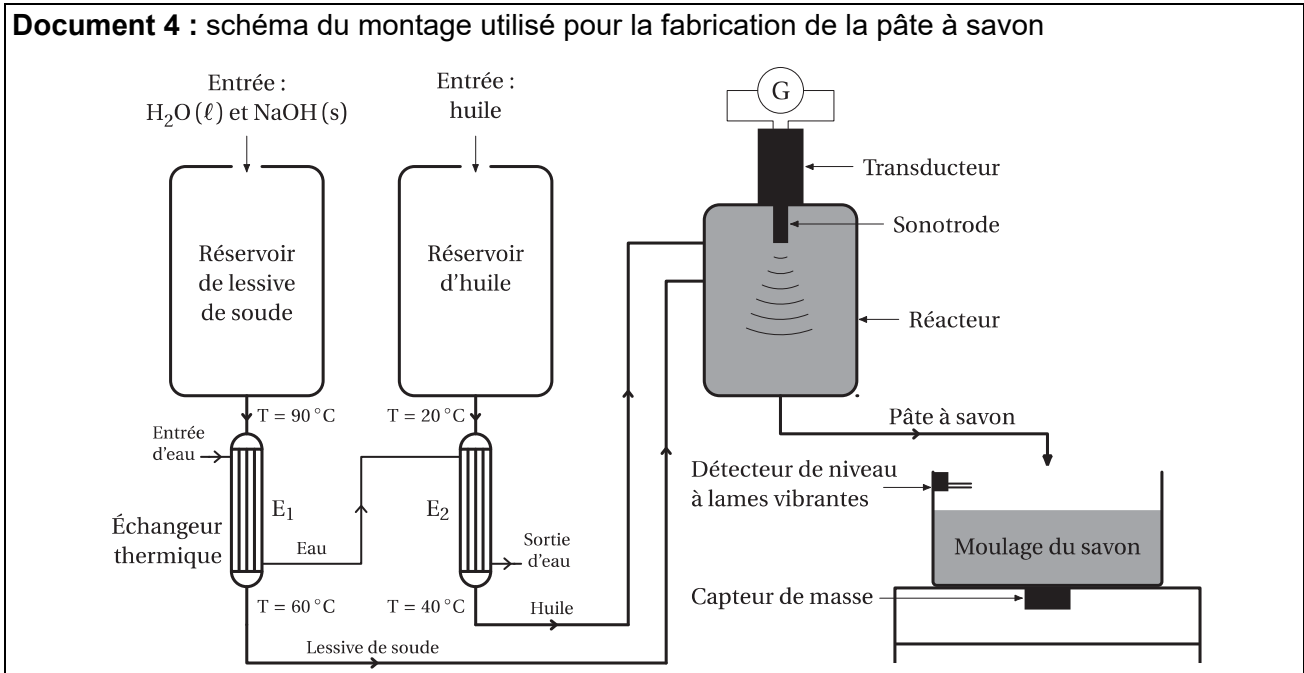 Document 4 : schéma du montage utilisé pour la fabrication de la pâte à savon
Entrée :
H₂O (ℓ) et NaOH (s)
Entrée :
huile
G
Transducteur
Sonotrode
Réacteur
Réservoir
de lessive
de soude
Réservoir
d'huile
T = 90 °C
T = 20 °C
Entrée
d'eau
E₁
E₂
Échangeur
thermique
Eau
Sortie
d'eau
T = 60 °C
T = 40 °C
Huile
Lessive de soude
Pâte à savon
Détecteur de niveau
à lames vibrantes
Moulage du savon
Capteur de masse